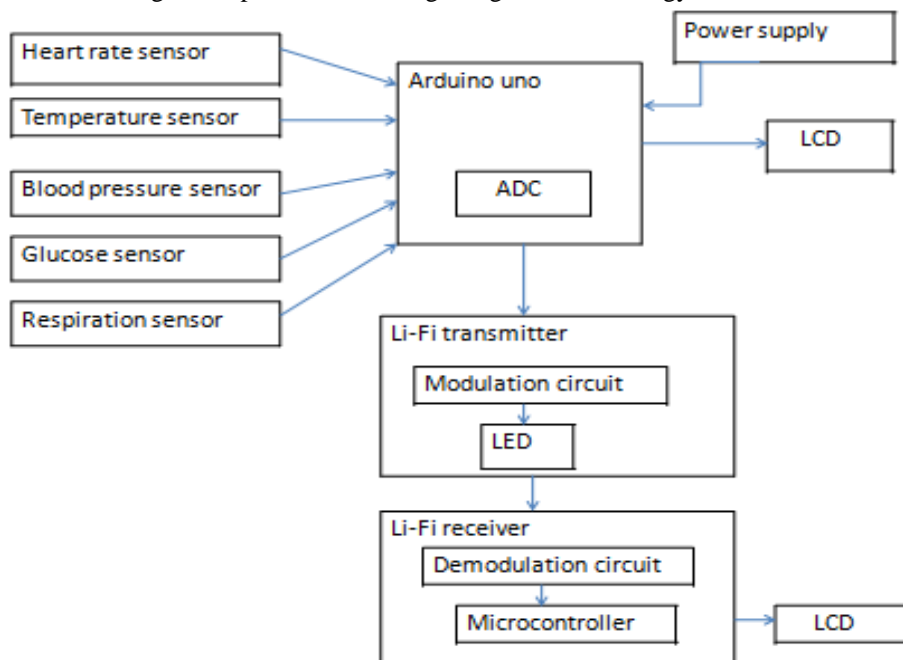 Heart rate sensor
Temperature sensor
Blood pressure sensor
Glucose sensor
Respiration sensor
Arduino uno
ADC
Power supply
LCD
Li-Fi transmitter
Modulation circuit
LED
Li-Fi receiver
Demodulation circuit
Microcontroller
LCD